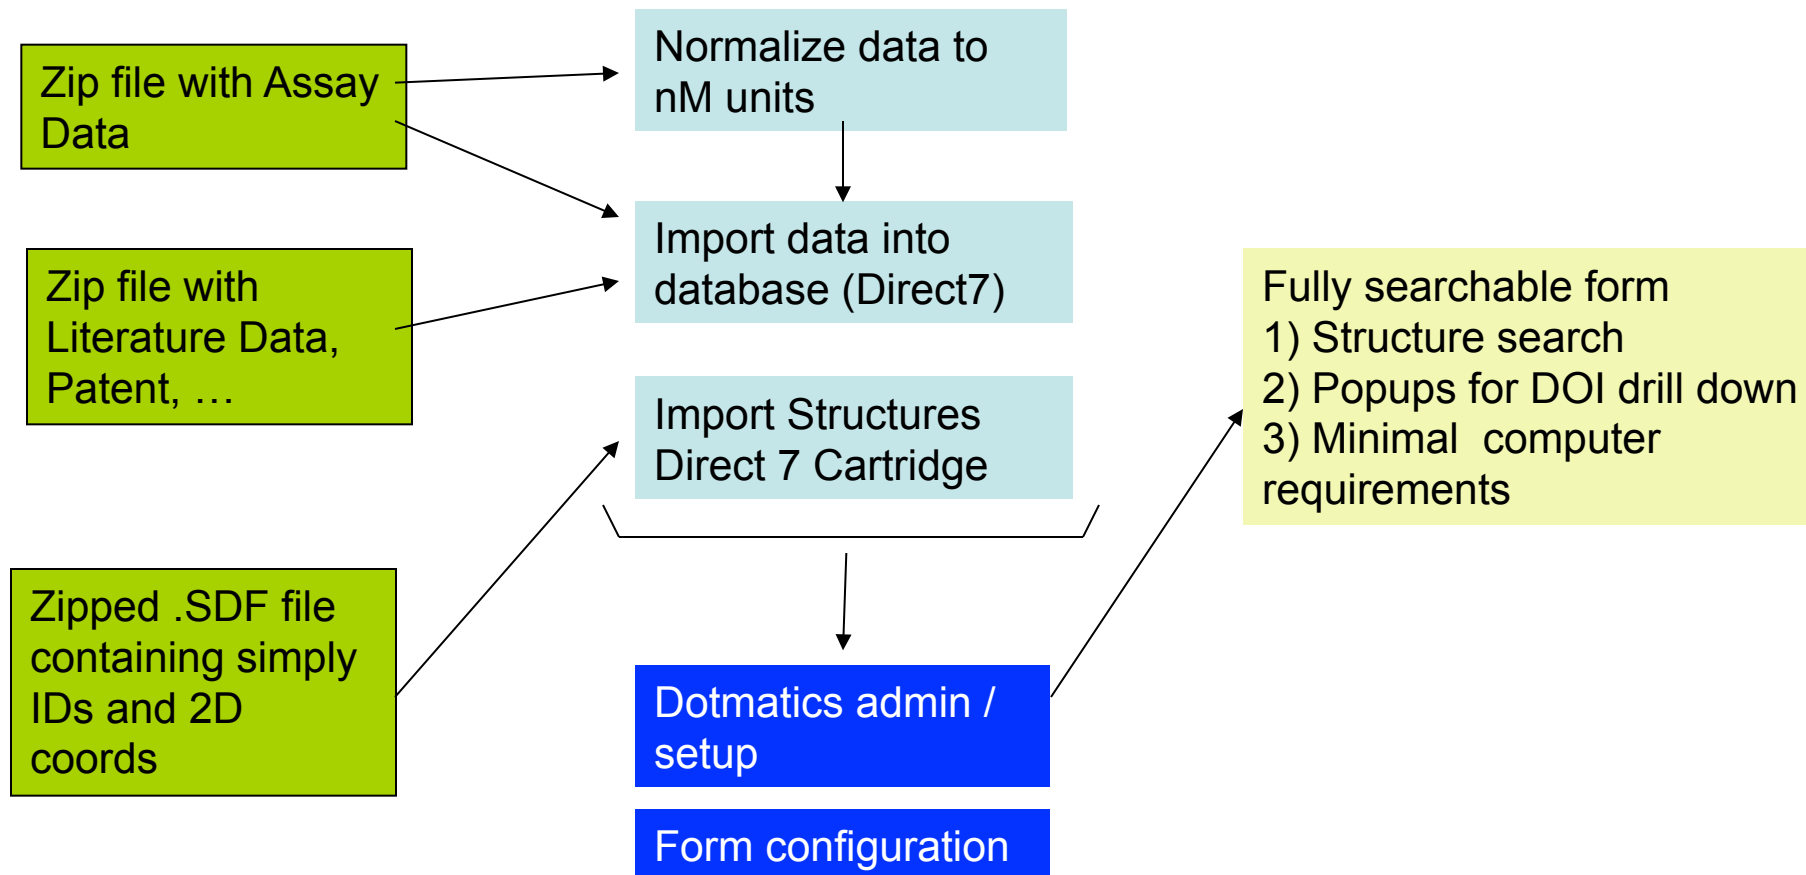 Zip file with Assay
Data
Zip file with
Literature Data,
Patent, …
Zipped .SDF file
containing simply
IDs and 2D
coords
Normalize data to
nM units
Import data into
database (Direct7)
Import Structures
Direct 7 Cartridge
Dotmatics admin /
setup
Form configuration
Fully searchable form
1) Structure search
2) Popups for DOI drill down
3) Minimal  computer
requirements